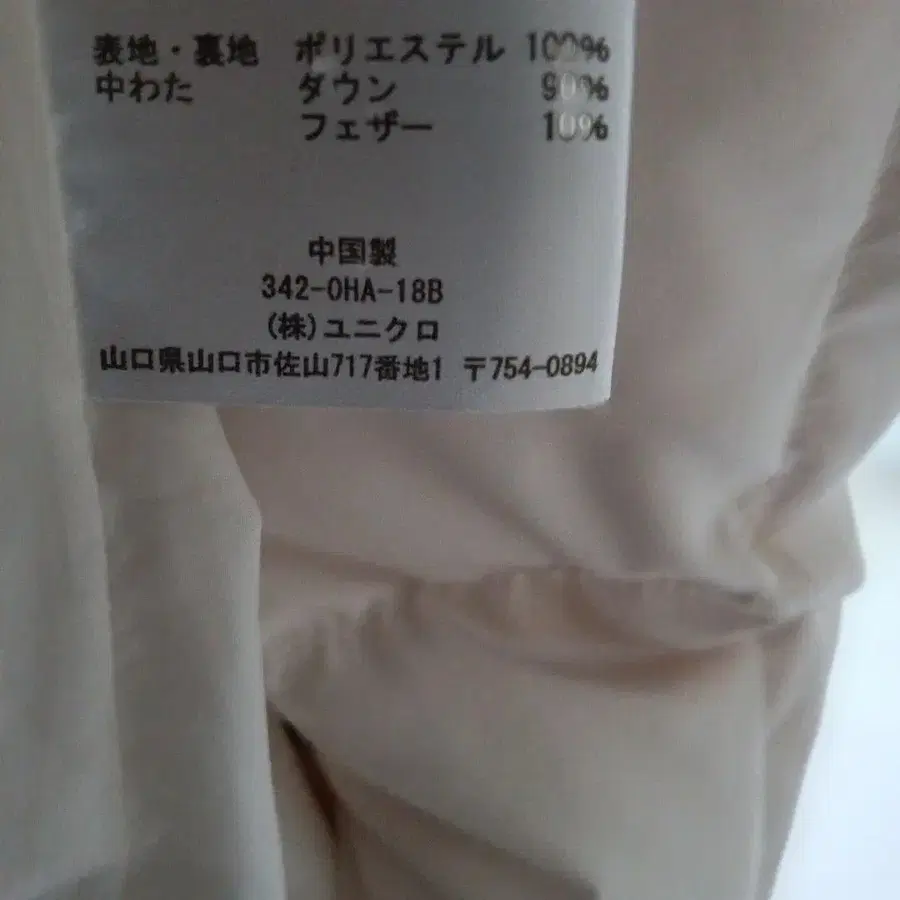 表地・裏地 ポリエステル 100%
中わた ダウン 90%
フェザー 10%
中国製
342-0HA-18B
(株)ユニクロ
山口県山口市佐山717番地1 〒754-0894